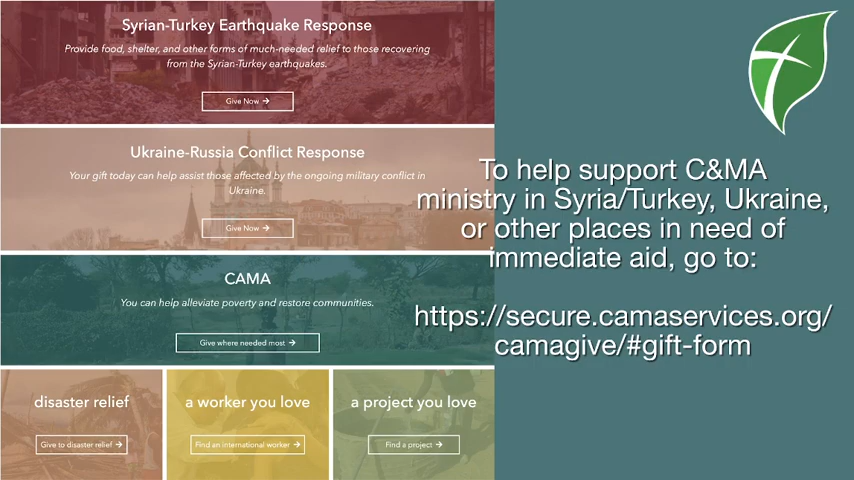 Syrian-Turkey Earthquake Response
Provide food, shelter, and other forms of much-needed relief to those recovering
from the Syrian-Turkey earthquakes.
Give Now →
Ukraine-Russia Conflict Response
Your gift today can help assist those affected by the ongoing military conflict in
Ukraine.
Give Now →
CAMA
You can help alleviate poverty and restore communities.
Give where needed most →
disaster relief
Give to disaster relief →
a worker you love
Find an international worker →
a project you love
Find a project →
To help support C&MA
ministry in Syria/Turkey, Ukraine,
or other places in need of
immediate aid, go to:
https://secure.camaservices.org/
camagive/#gift-form